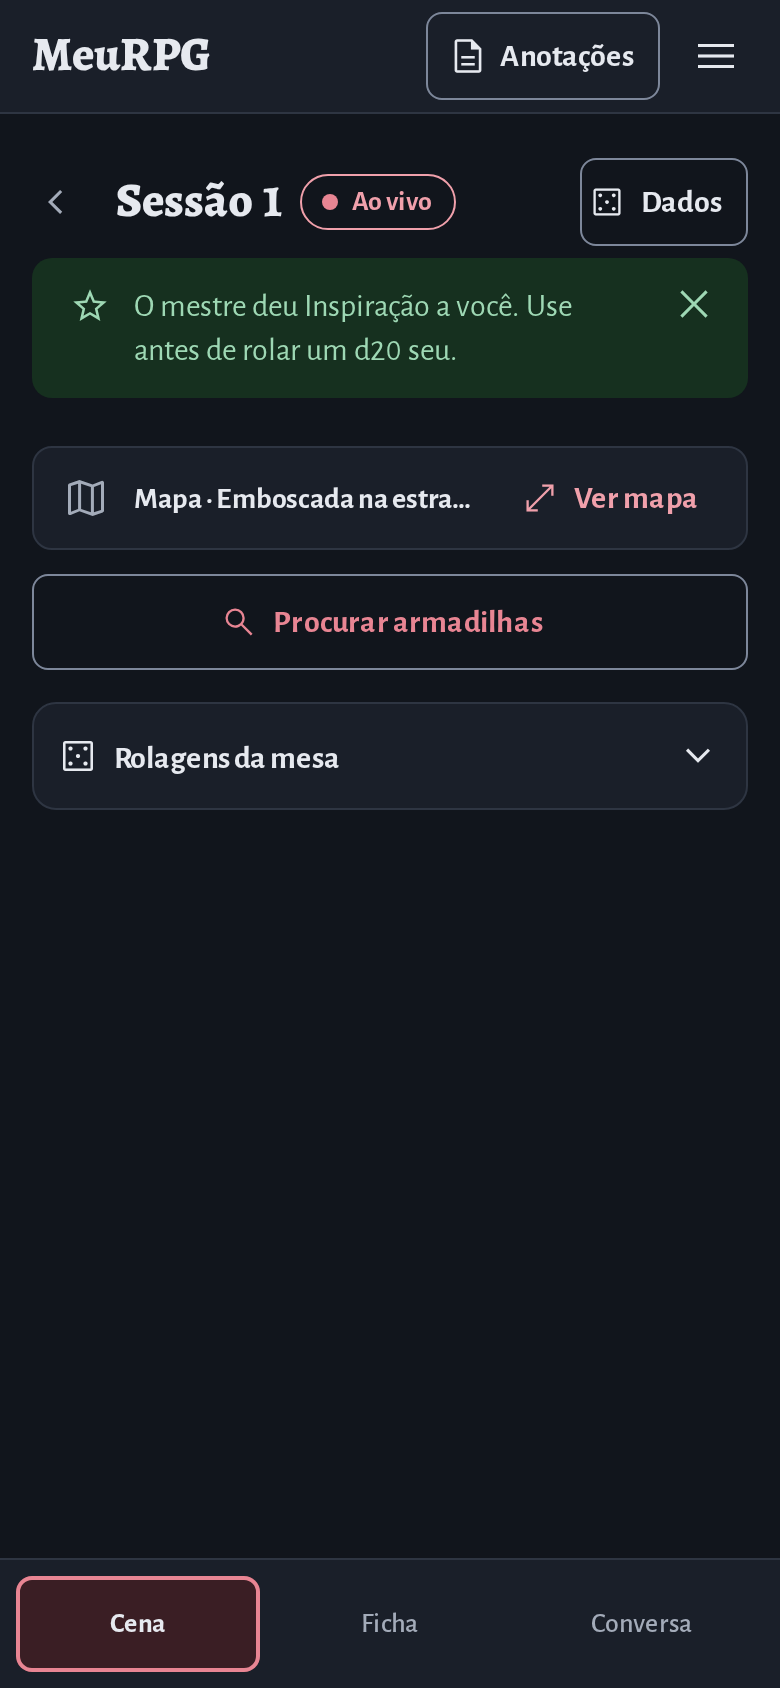 MeuRPG
Anotações
Sessão 1
Ao vivo
Dados
O mestre deu Inspiração a você. Use
antes de rolar um d20 seu.
Mapa · Emboscada na estra...
Ver mapa
Procurar armadilhas
Rolagens da mesa
Cena
Ficha
Conversa